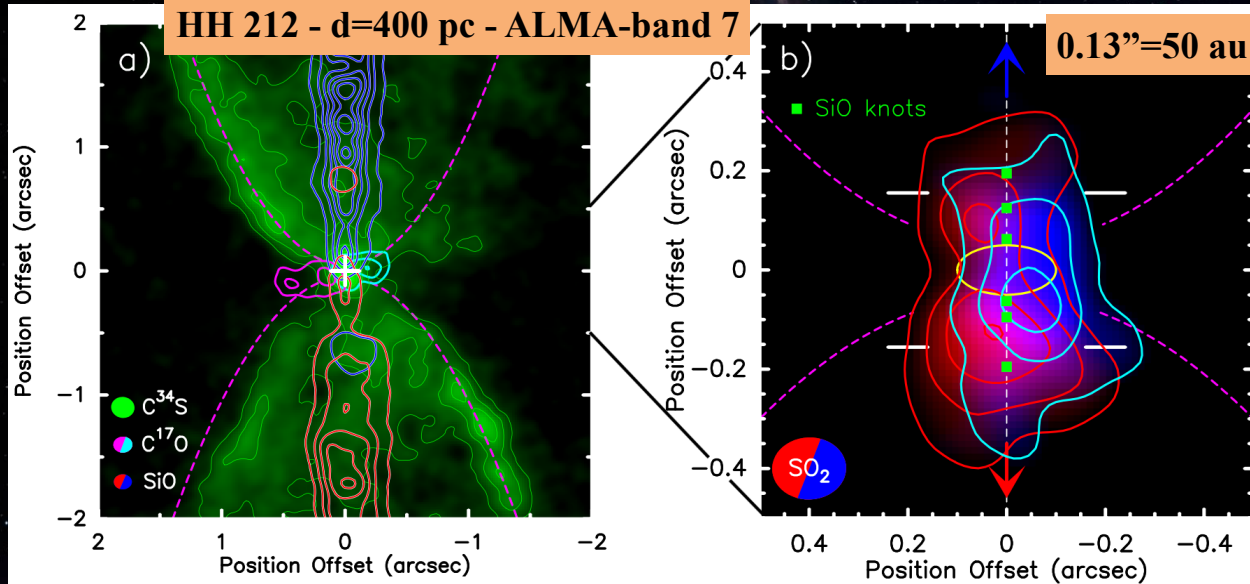 HH 212 - d=400 pc - ALMA-band 7
0.13”=50 au
a)
2
1
0
−1
−2
Position Offset (arcsec)
C³⁴S
C¹⁷O
SiO
2
1
0
−1
−2
Position Offset (arcsec)
b)
SiO knots
0.4
0.2
0
−0.2
−0.4
Position Offset (arcsec)
SO₂
0.4
0.2
0
−0.2
−0.4
Position Offset (arcsec)